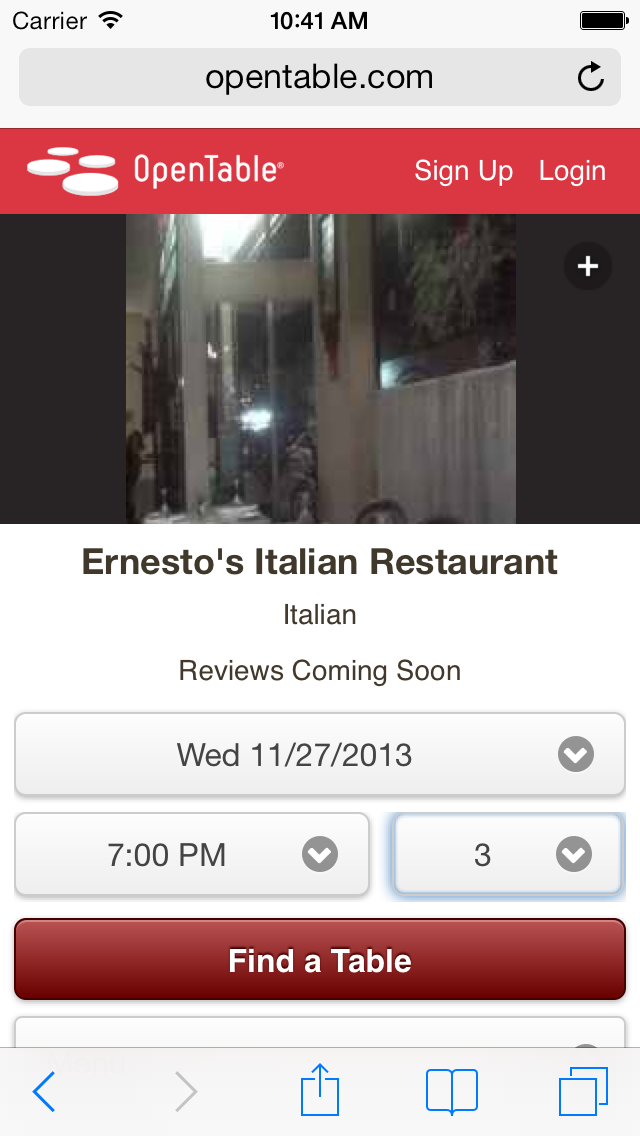 Carrier 10:41 AM
opentable.com
OpenTable® Sign Up Login
+
Ernesto's Italian Restaurant
Italian
Reviews Coming Soon
Wed 11/27/2013
7:00 PM 3
Find a Table
Menu